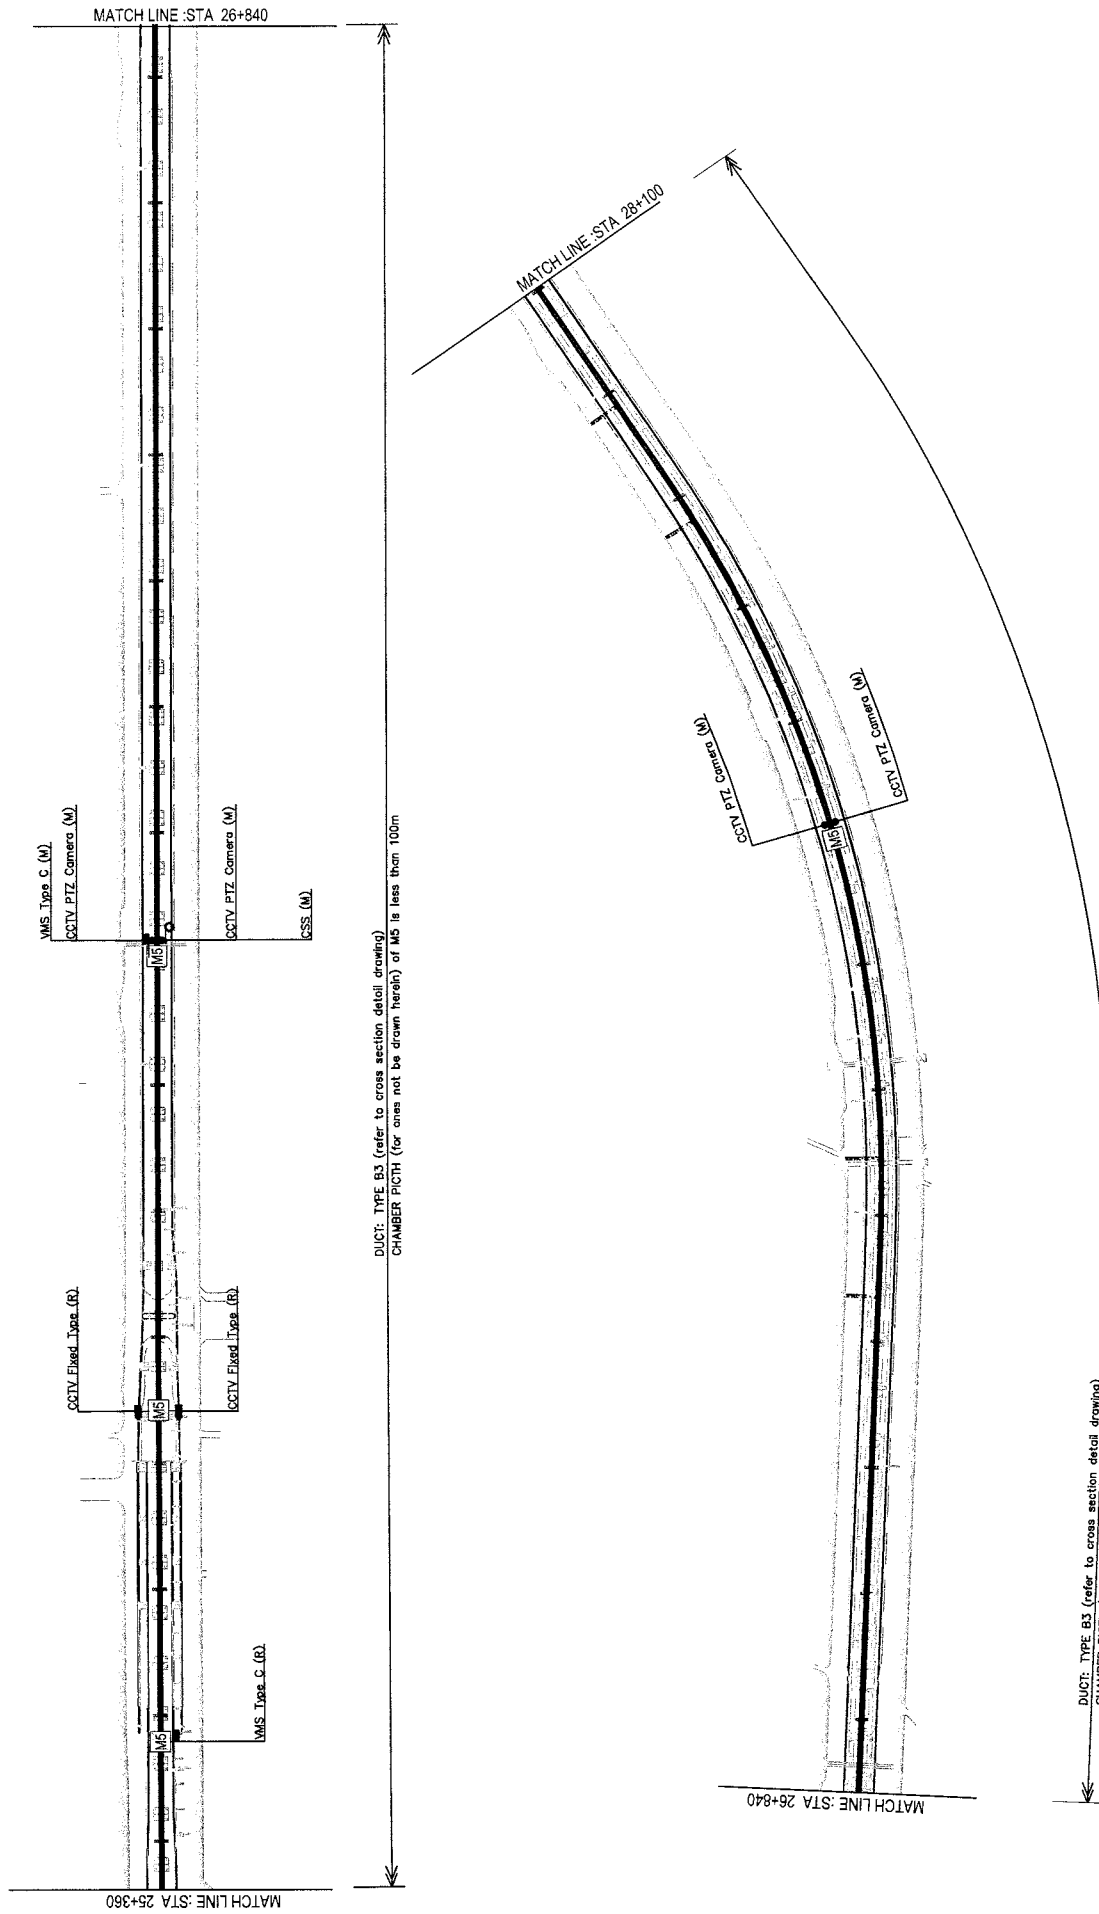 MATCH LINE :STA 26+840
MATCH LINE :STA 28+100
VMS Type C (M)
CCTV PTZ Camera (M)
CCTV PTZ Camera (M)
CSS (M)
M5
DUCT: TYPE B3 (refer to cross section detail drawing)
CHAMBER PICTH (for ones not be drawn herein) of M5 is less than 100m
CCTV PTZ Camera (M)
CCTV PTZ Camera (M)
M5
CCTV Fixed Type (R)
CCTV Fixed Type (R)
M5
VMS Type C (R)
M5
DUCT: TYPE B3 (refer to cross section detail drawing)
MATCH LINE :STA 25+360
MATCH LINE :STA 26+840